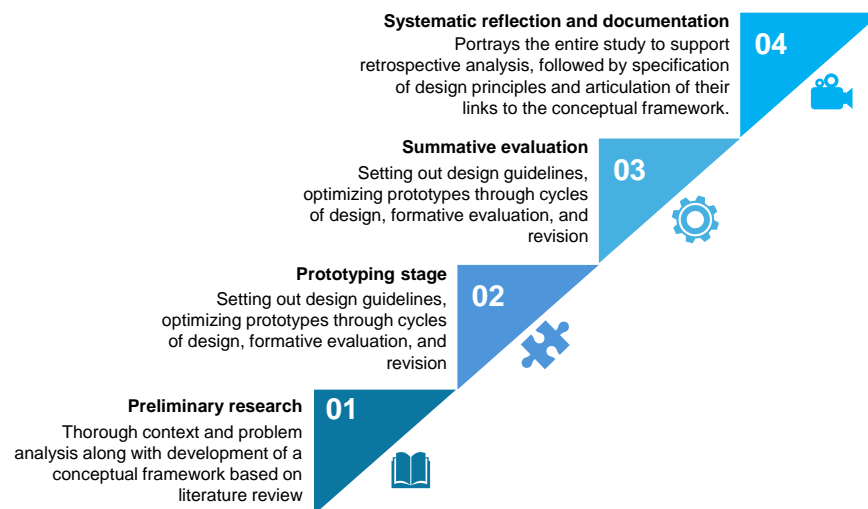 Systematic reflection and documentation
Portrays the entire study to support
retrospective analysis, followed by specification
of design principles and articulation of their
links to the conceptual framework.
04
Summative evaluation
Setting out design guidelines,
optimizing prototypes through cycles
of design, formative evaluation, and
revision
03
Prototyping stage
Setting out design guidelines,
optimizing prototypes through cycles
of design, formative evaluation, and
revision
02
Preliminary research
Thorough context and problem
analysis along with development of a
conceptual framework based on
literature review
01